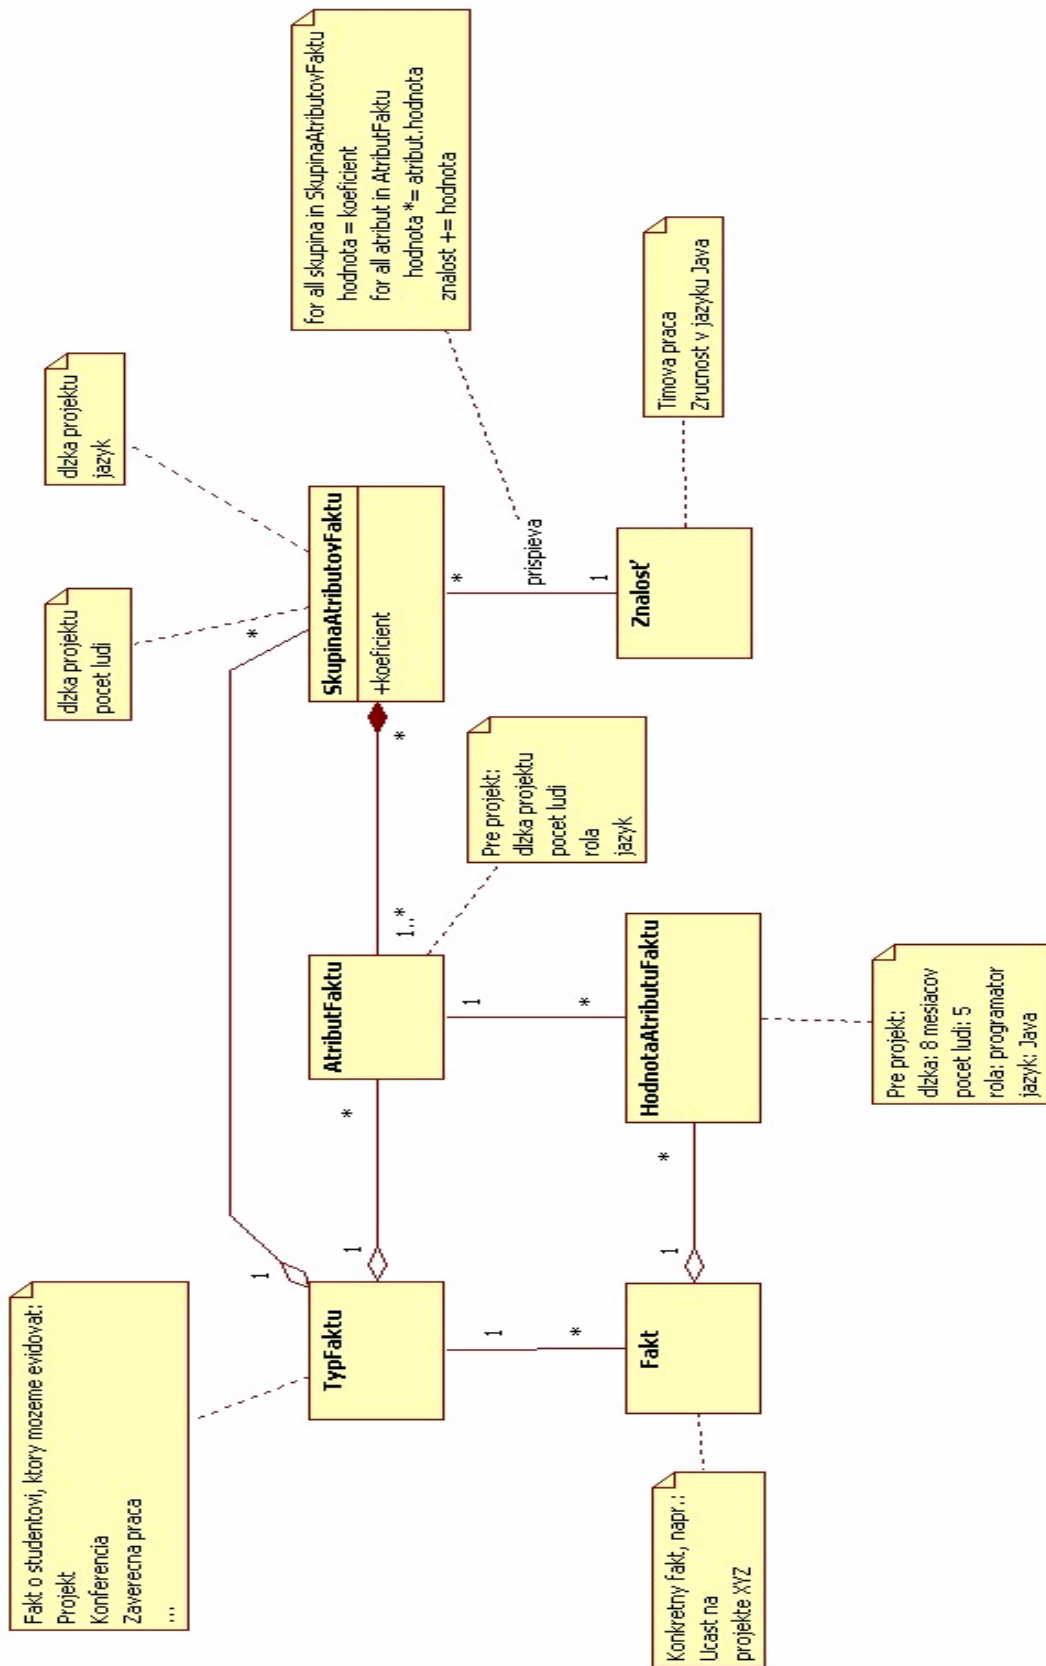 Fakt o studentovi, ktory mozeme evidovat:
Projekt
Konferencia
Zaverecna praca
...
dlzka projektu
pocet ludi
dlzka projektu
jazyk
for all skupina in SkupinaAtributovFaktu
hodnota = koeficient
for all atribut in AtributFaktu
hodnota *= atribut.hodnota
znalost += hodnota
1
*
TypFaktu
1
*
AtributFaktu
1..*
*
SkupinaAtributovFaktu
+koeficient
1
*
1
*
Pre projekt:
dlzka projektu
pocet ludi
rola
jazyk
*
prispieva
1
Konkretny fakt, napr.:
Ucast na
projekte XYZ
Fakt
1
*
HodnotaAtributuFaktu
Znalosť
Timova praca
Zrucnost v jazyku Java
Pre projekt:
dlzka: 8 mesiacov
pocet ludi: 5
rola: programator
jazyk: Java